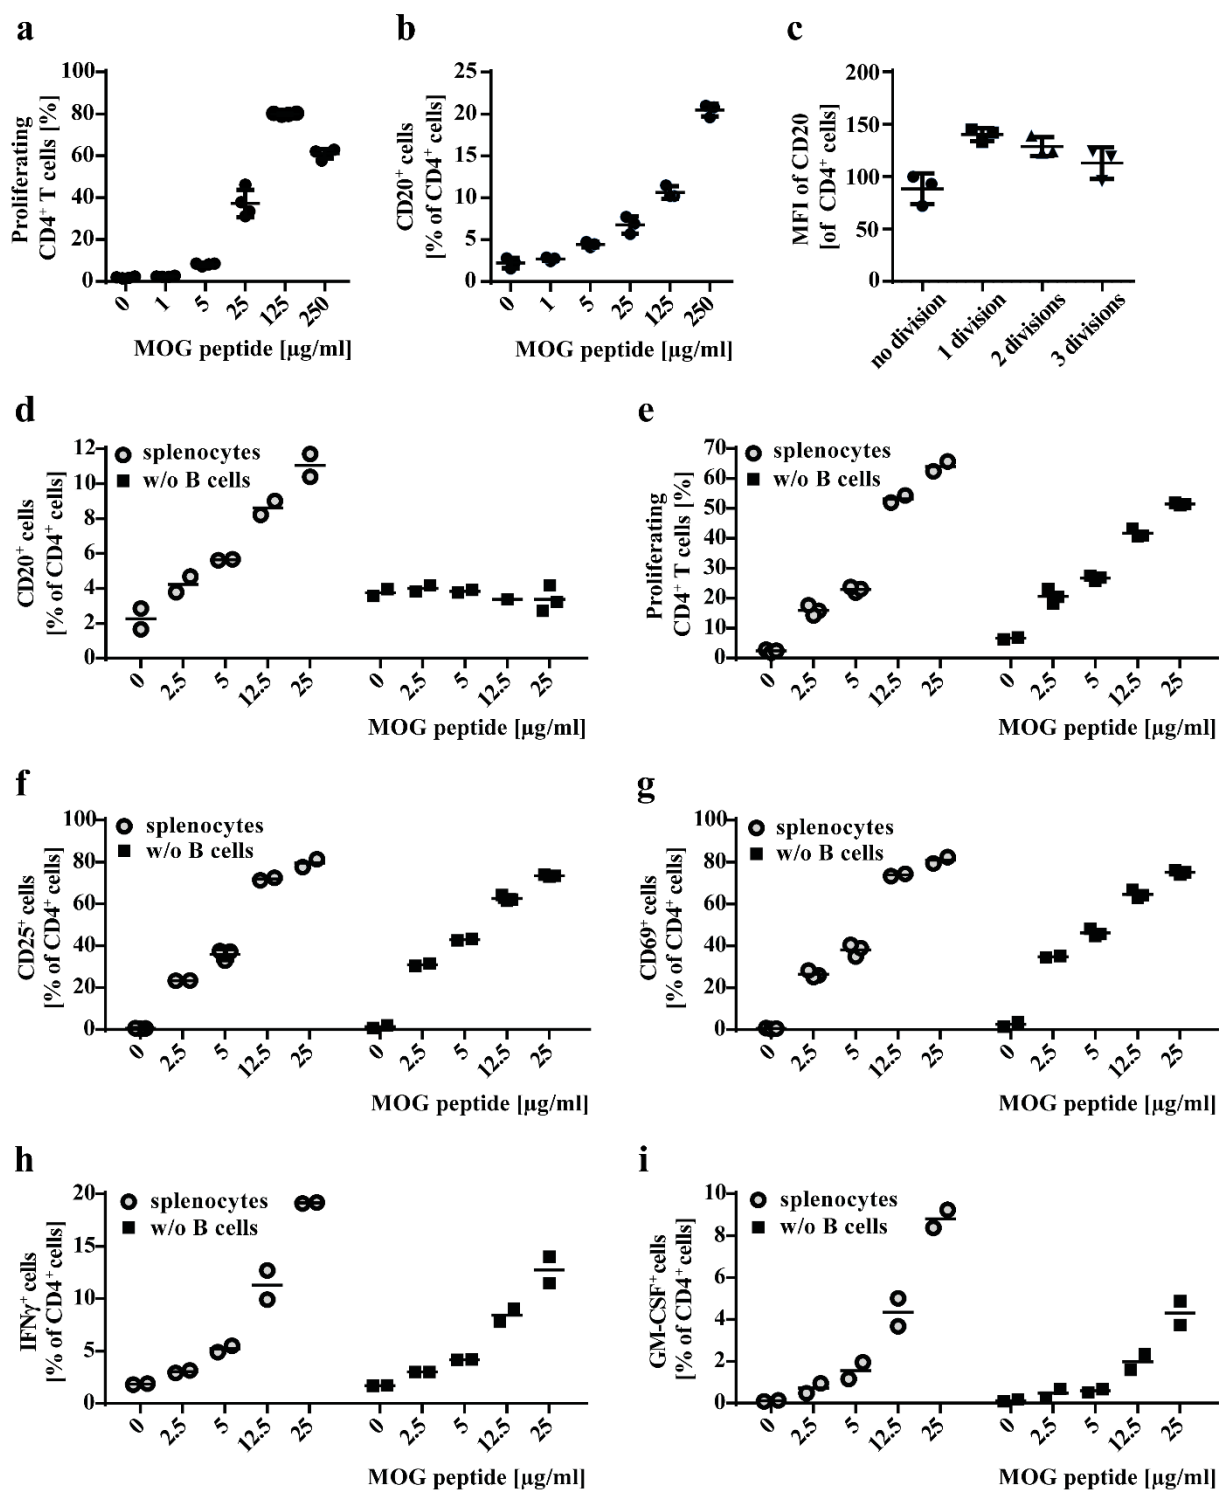 a
Proliferating
CD4⁺ T cells [%]
100
80
60
40
20
0
0 1 5 25 125 250
MOG peptide [µg/ml]
b
CD20⁺ cells
[% of CD4⁺ cells]
25
20
15
10
5
0
0 1 5 25 125 250
MOG peptide [µg/ml]
c
MFI of CD20
[of CD4⁺ cells]
200
150
100
50
0
no division
1 division
2 divisions
3 divisions
d
CD20⁺ cells
[% of CD4⁺ cells]
12
10
8
6
4
2
0
splenocytes
w/o B cells
0 2.5 5 12.5 25 0 2.5 5 12.5 25
MOG peptide [µg/ml]
e
Proliferating
CD4⁺ T cells [%]
70
60
50
40
30
20
10
0
splenocytes
w/o B cells
0 2.5 5 12.5 25 0 2.5 5 12.5 25
MOG peptide [µg/ml]
f
CD25⁺ cells
[% of CD4⁺ cells]
100
80
60
40
20
0
splenocytes
w/o B cells
0 2.5 5 12.5 25 0 2.5 5 12.5 25
MOG peptide [µg/ml]
g
CD69⁺ cells
[% of CD4⁺ cells]
100
80
60
40
20
0
splenocytes
w/o B cells
0 2.5 5 12.5 25 0 2.5 5 12.5 25
MOG peptide [µg/ml]
h
IFNγ⁺ cells
[% of CD4⁺ cells]
20
15
10
5
0
splenocytes
w/o B cells
0 2.5 5 12.5 25 0 2.5 5 12.5 25
MOG peptide [µg/ml]
i
GM-CSF⁺ cells
[% of CD4⁺ cells]
10
8
6
4
2
0
splenocytes
w/o B cells
0 2.5 5 12.5 25 0 2.5 5 12.5 25
MOG peptide [µg/ml]